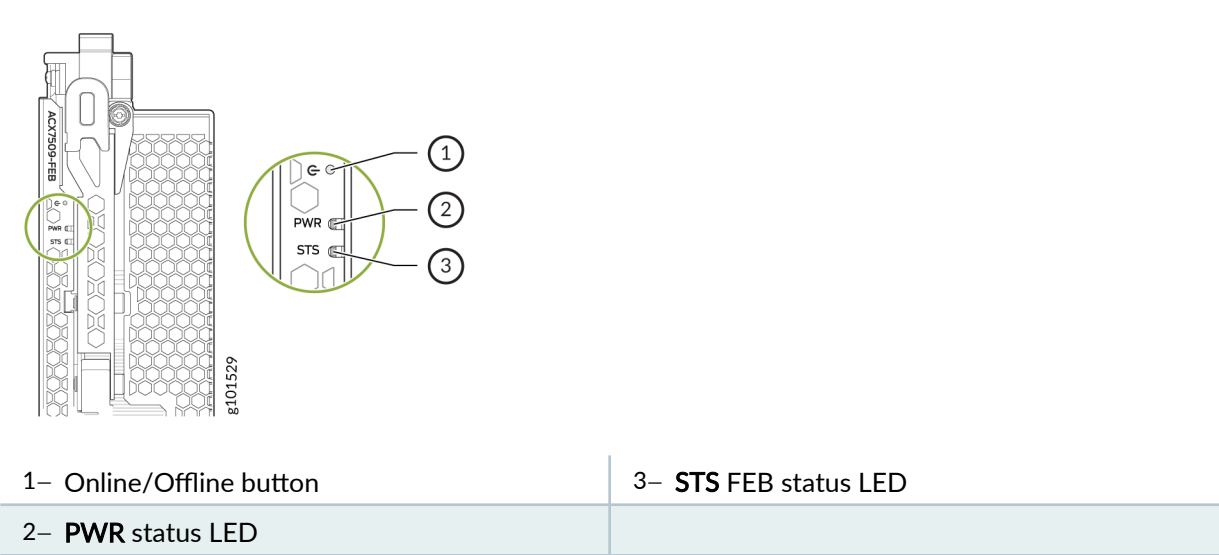 ACX7509-FEB
PWR
STS
1
PWR
2
STS
3
g101529
1– Online/Offline button
3– STS FEB status LED
2– PWR status LED